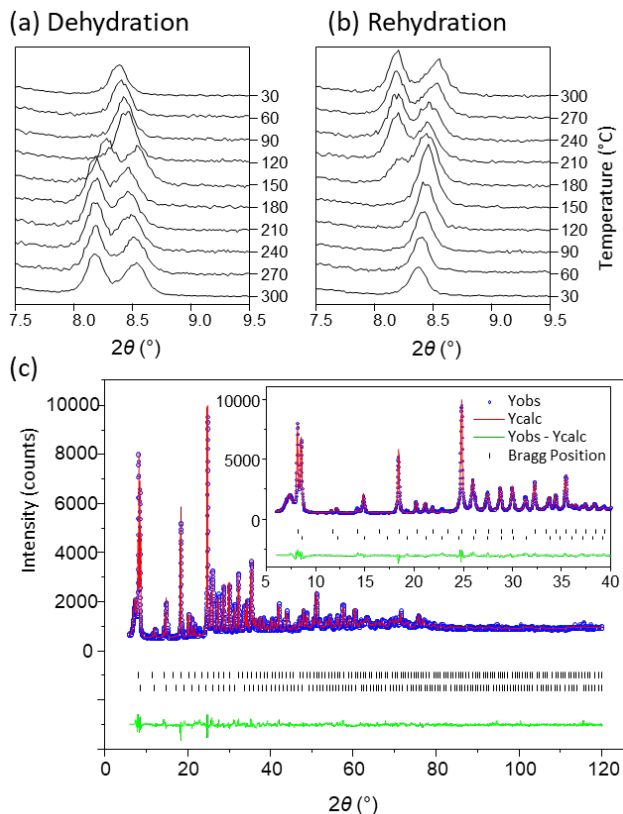 (a) Dehydration
(b) Rehydration
30
60
90
120
150
180
210
240
270
300
7.5 8.0 8.5 9.0 9.5
2θ (°)
300
270
240
210
180
150
120
90
60
30
Temperature (°C)
7.5 8.0 8.5 9.0 9.5
2θ (°)
(c)
10000
8000
6000
4000
2000
0
Intensity (counts)
0 20 40 60 80 100 120
2θ (°)
10000
5000
0
5 10 15 20 25 30 35 40
Yobs
Ycalc
Yobs - Ycalc
Bragg Position